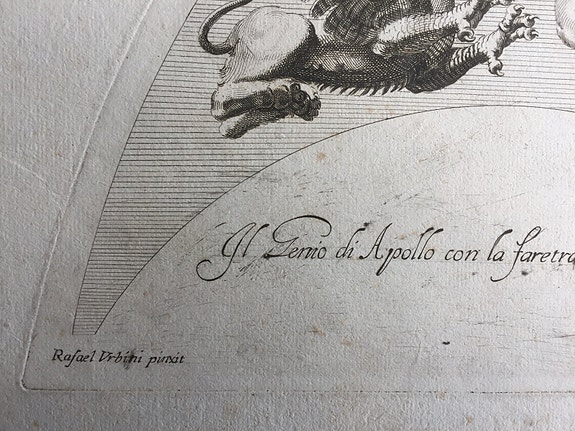 Il Genio di Apollo con la faretra
Rafael Vrbini pinxit